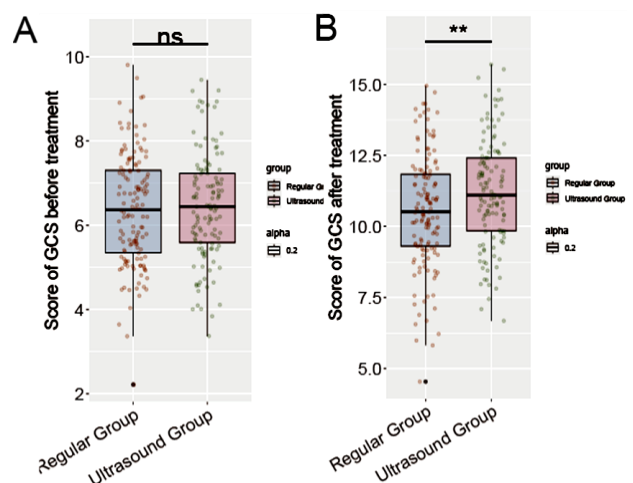 A
ns
Score of GCS before treatment
10
8
6
4
2
Regular Group
Ultrasound Group
group
Regular Gr
Ultrasound
alpha
0.2
B
**
Score of GCS after treatment
15.0
12.5
10.0
7.5
5.0
Regular Group
Ultrasound Group
group
Regular Group
Ultrasound Group
alpha
0.2